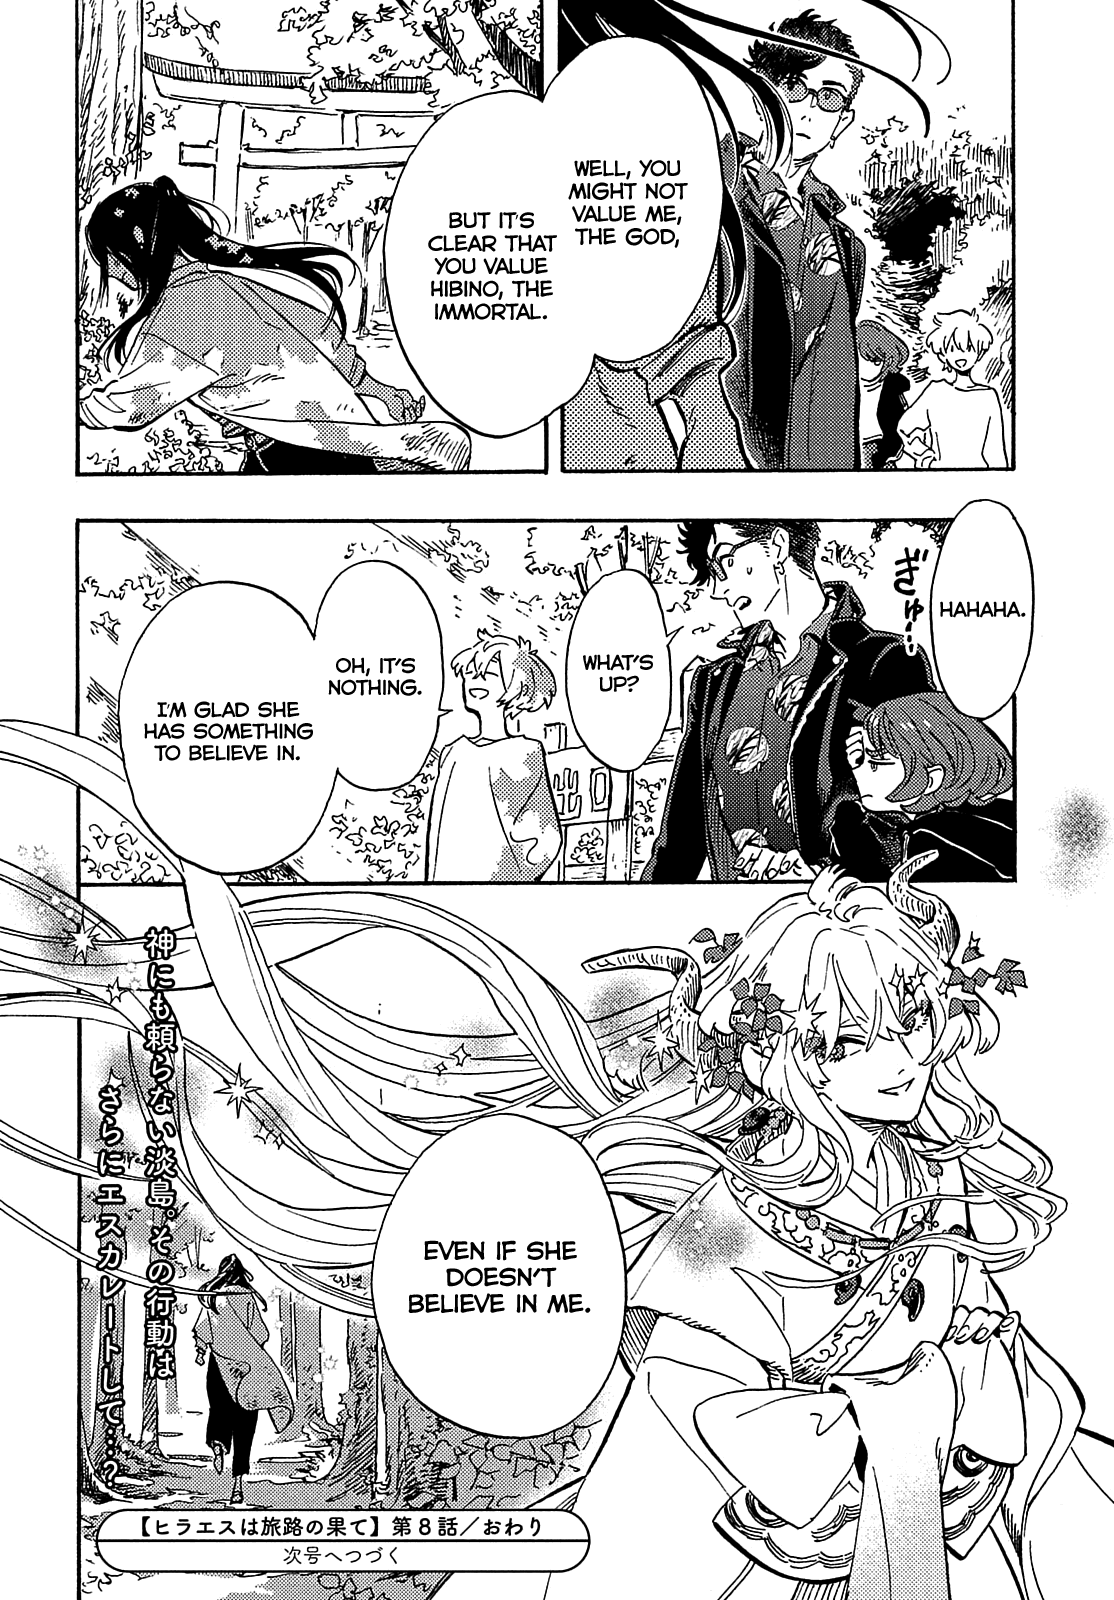 WELL, YOU
MIGHT NOT
VALUE ME,
THE GOD,
BUT IT'S
CLEAR THAT
YOU VALUE
HIBINO, THE
IMMORTAL.
HAHAHA.
ぎゅ…
WHAT'S
UP?
出口
OH, IT'S
NOTHING.
I'M GLAD SHE
HAS SOMETHING
TO BELIEVE IN.
EVEN IF SHE
DOESN'T
BELIEVE IN ME.
神にも頼らない淡島。その行動は
さらにエスカレートして…?
【ヒラエスは旅路の果て】第8話/おわり
次号へつづく